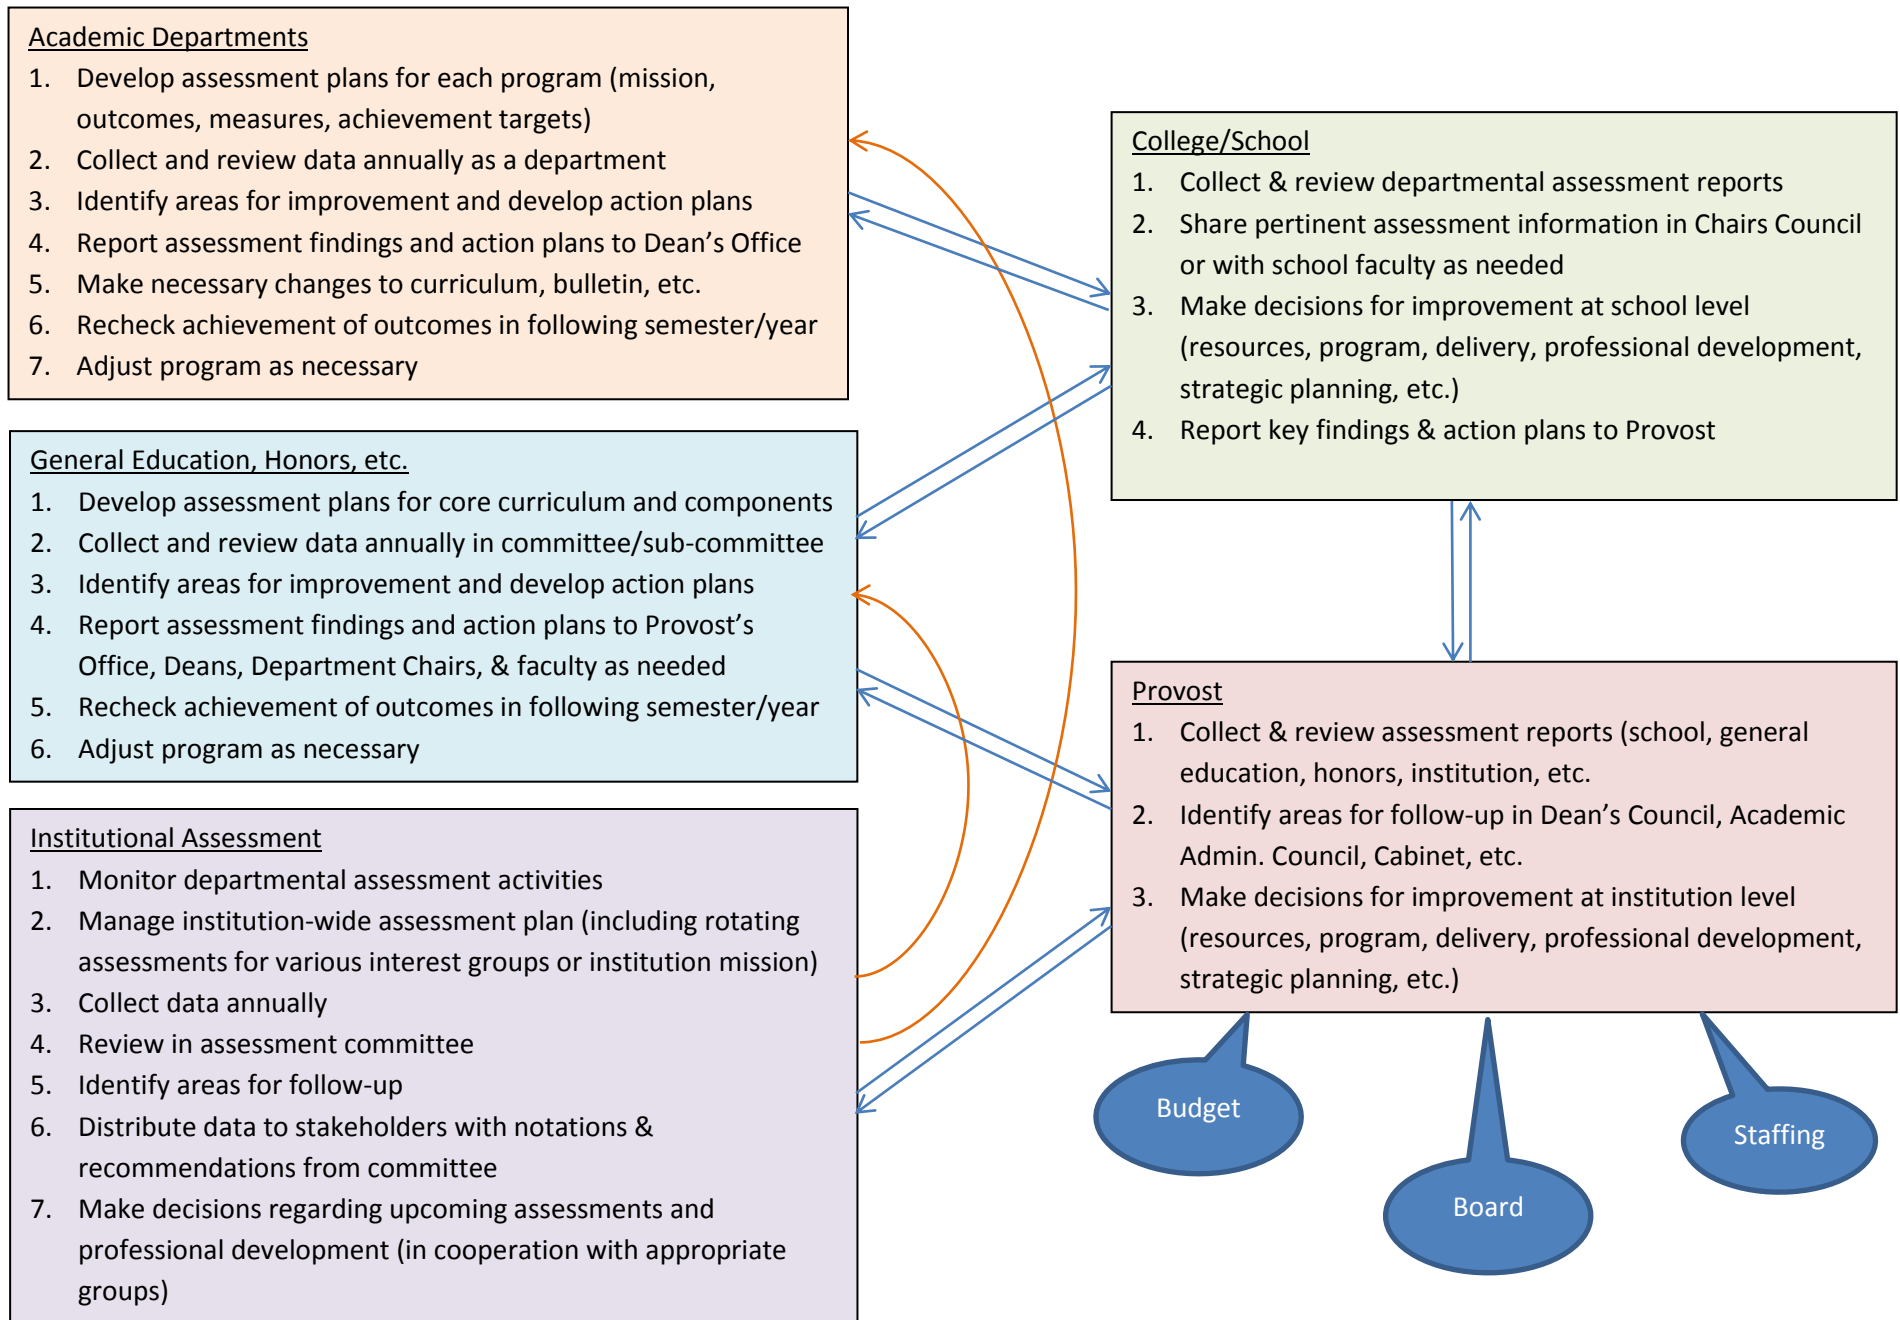 Academic Departments
1. Develop assessment plans for each program (mission,
outcomes, measures, achievement targets)
2. Collect and review data annually as a department
3. Identify areas for improvement and develop action plans
4. Report assessment findings and action plans to Dean’s Office
5. Make necessary changes to curriculum, bulletin, etc.
6. Recheck achievement of outcomes in following semester/year
7. Adjust program as necessary
General Education, Honors, etc.
1. Develop assessment plans for core curriculum and components
2. Collect and review data annually in committee/sub-committee
3. Identify areas for improvement and develop action plans
4. Report assessment findings and action plans to Provost’s
Office, Deans, Department Chairs, & faculty as needed
5. Recheck achievement of outcomes in following semester/year
6. Adjust program as necessary
Institutional Assessment
1. Monitor departmental assessment activities
2. Manage institution-wide assessment plan (including rotating
assessments for various interest groups or institution mission)
3. Collect data annually
4. Review in assessment committee
5. Identify areas for follow-up
6. Distribute data to stakeholders with notations &
recommendations from committee
7. Make decisions regarding upcoming assessments and
professional development (in cooperation with appropriate
groups)
College/School
1. Collect & review departmental assessment reports
2. Share pertinent assessment information in Chairs Council
or with school faculty as needed
3. Make decisions for improvement at school level
(resources, program, delivery, professional development,
strategic planning, etc.)
4. Report key findings & action plans to Provost
Provost
1. Collect & review assessment reports (school, general
education, honors, institution, etc.
2. Identify areas for follow-up in Dean’s Council, Academic
Admin. Council, Cabinet, etc.
3. Make decisions for improvement at institution level
(resources, program, delivery, professional development,
strategic planning, etc.)
Budget
Board
Staffing